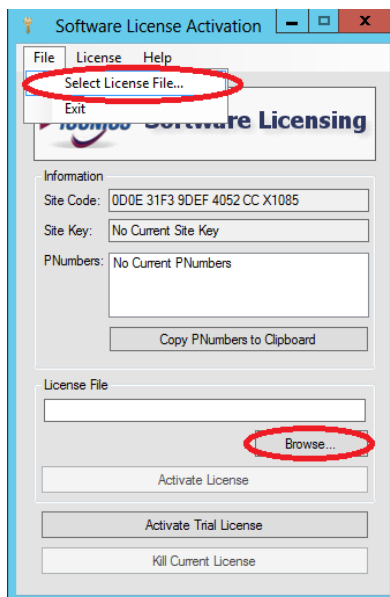 Software License Activation
File License Help
Select License File...
Exit
Software Licensing
Information
Site Code: 0D0E 31F3 9DEF 4052 CC X1085
Site Key: No Current Site Key
PNumbers: No Current PNumbers
Copy PNumbers to Clipboard
License File
Browse...
Activate License
Activate Trial License
Kill Current License